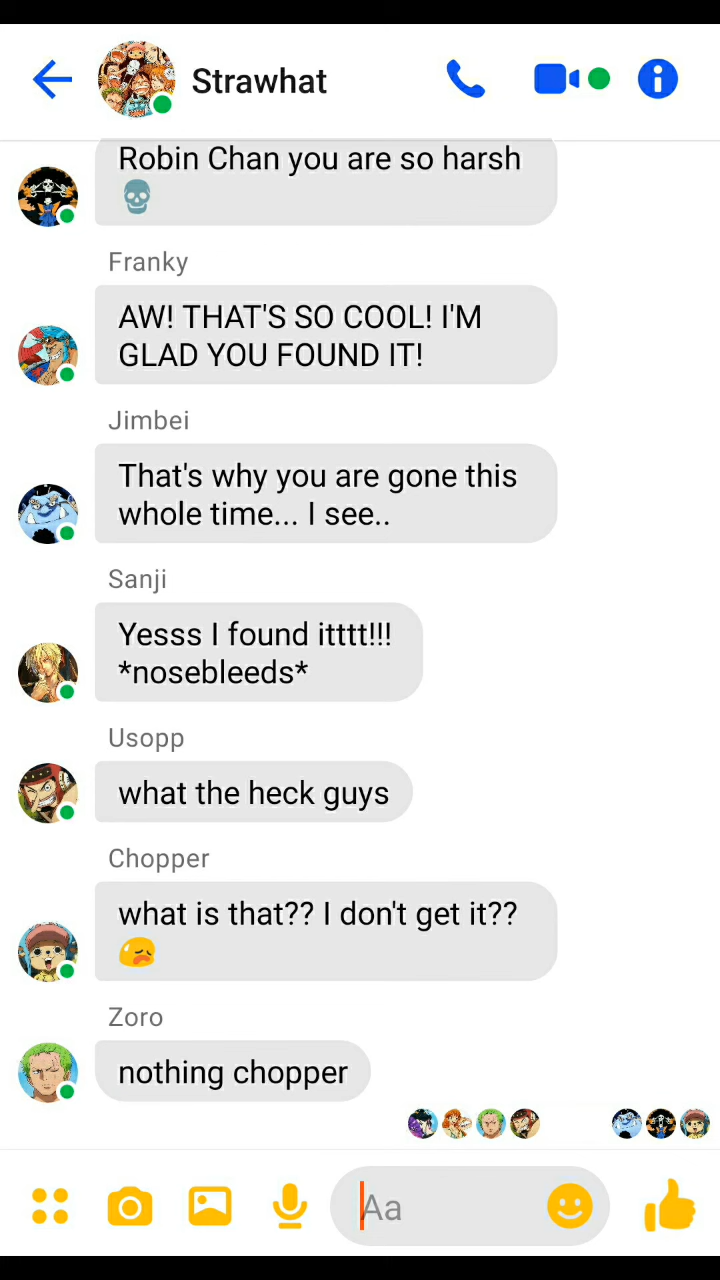 Strawhat
Robin Chan you are so harsh
💀
Franky
AW! THAT'S SO COOL! I'M
GLAD YOU FOUND IT!
Jimbei
That's why you are gone this
whole time... I see..
Sanji
Yesss I found itttt!!!
*nosebleeds*
Usopp
what the heck guys
Chopper
what is that?? I don't get it??
😥
Zoro
nothing chopper
Aa